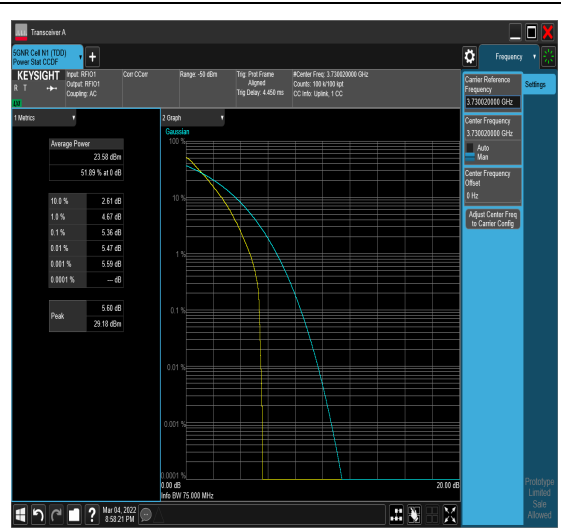 Transceiver A
5GNR Cell N1 (TDD)
Power Stat CCDF
+
Frequency
KEYSIGHT
R T
LXI
Input: RFIO1
Output: RFIO1
Coupling: AC
Corr CCorr
Range: -50 dBm
Trig: Prot Frame
Aligned
Trig Delay: 4.450 ms
#Center Freq: 3.730020000 GHz
Counts: 100 k/100 kpt
CC Info: Uplink, 1 CC
Carrier Reference
Frequency
3.730020000 GHz
Settings
Center Frequency
3.730020000 GHz
Auto
Man
Center Frequency
Offset
0 Hz
Adjust Center Freq
to Carrier Config
1 Metrics
Average Power
23.58 dBm
51.89 % at 0 dB
10.0 % 2.61 dB
1.0 % 4.67 dB
0.1 % 5.36 dB
0.01 % 5.47 dB
0.001 % 5.59 dB
0.0001 % --- dB
Peak
5.60 dB
29.18 dBm
2 Graph
Gaussian
100 %
10 %
1 %
0.1 %
0.01 %
0.001 %
0.0001 %
0.00 dB
20.00 dB
Info BW 75.000 MHz
Prototype
Limited
Sale
Allowed
?
Mar 04, 2022
8:58:21 PM